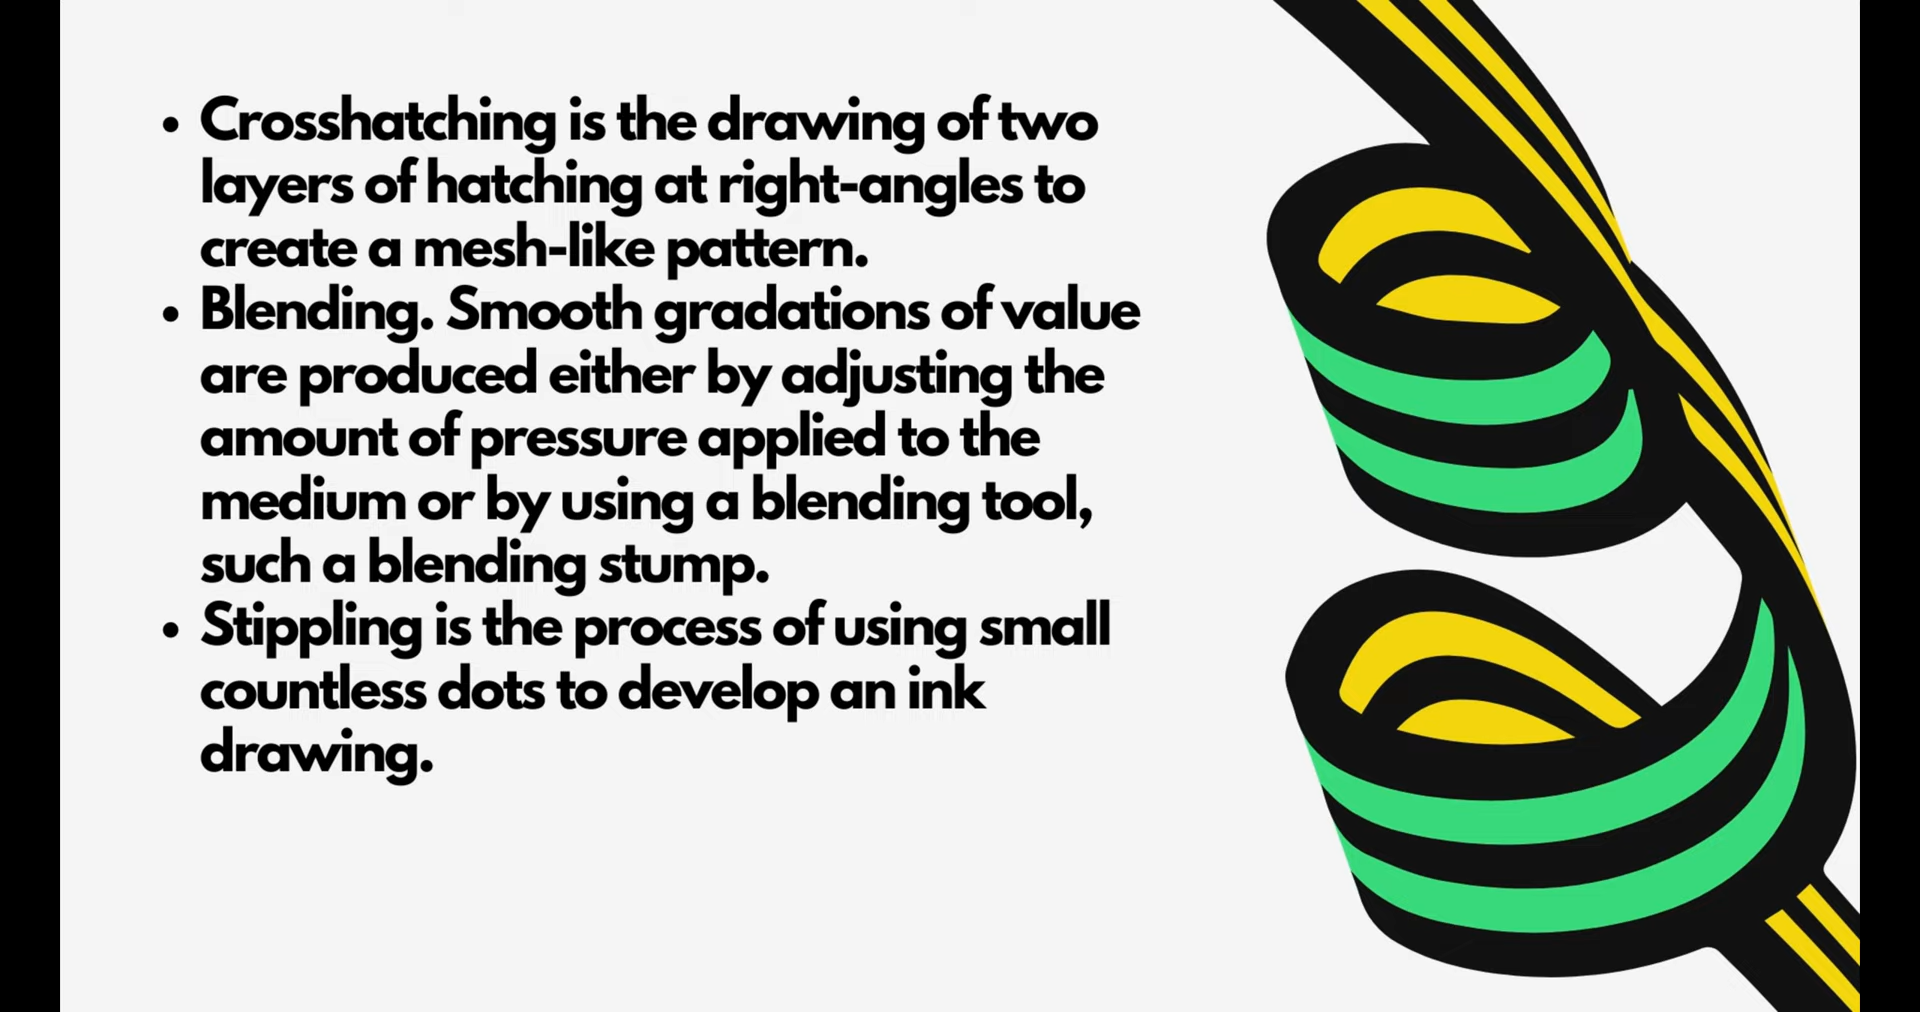 • Crosshatching is the drawing of two
layers of hatching at right-angles to
create a mesh-like pattern.
• Blending. Smooth gradations of value
are produced either by adjusting the
amount of pressure applied to the
medium or by using a blending tool,
such a blending stump.
• Stippling is the process of using small
countless dots to develop an ink
drawing.